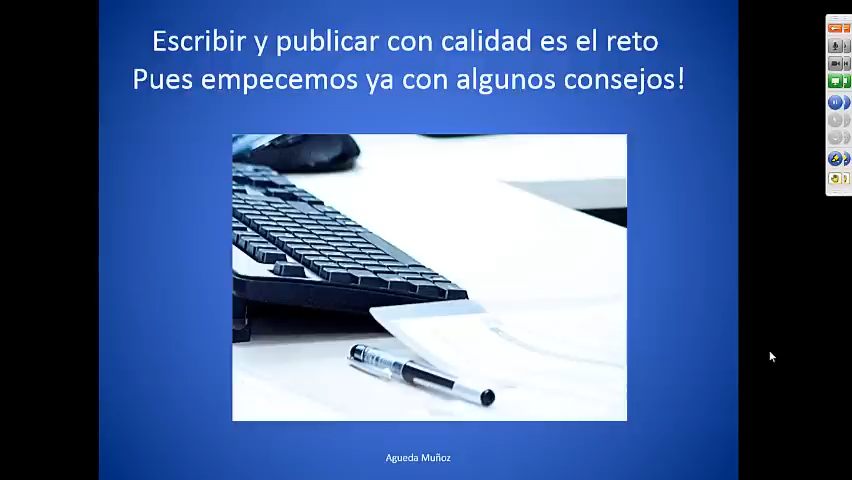 Escribir y publicar con calidad es el reto
Pues empecemos ya con algunos consejos!
Agueda Muñoz